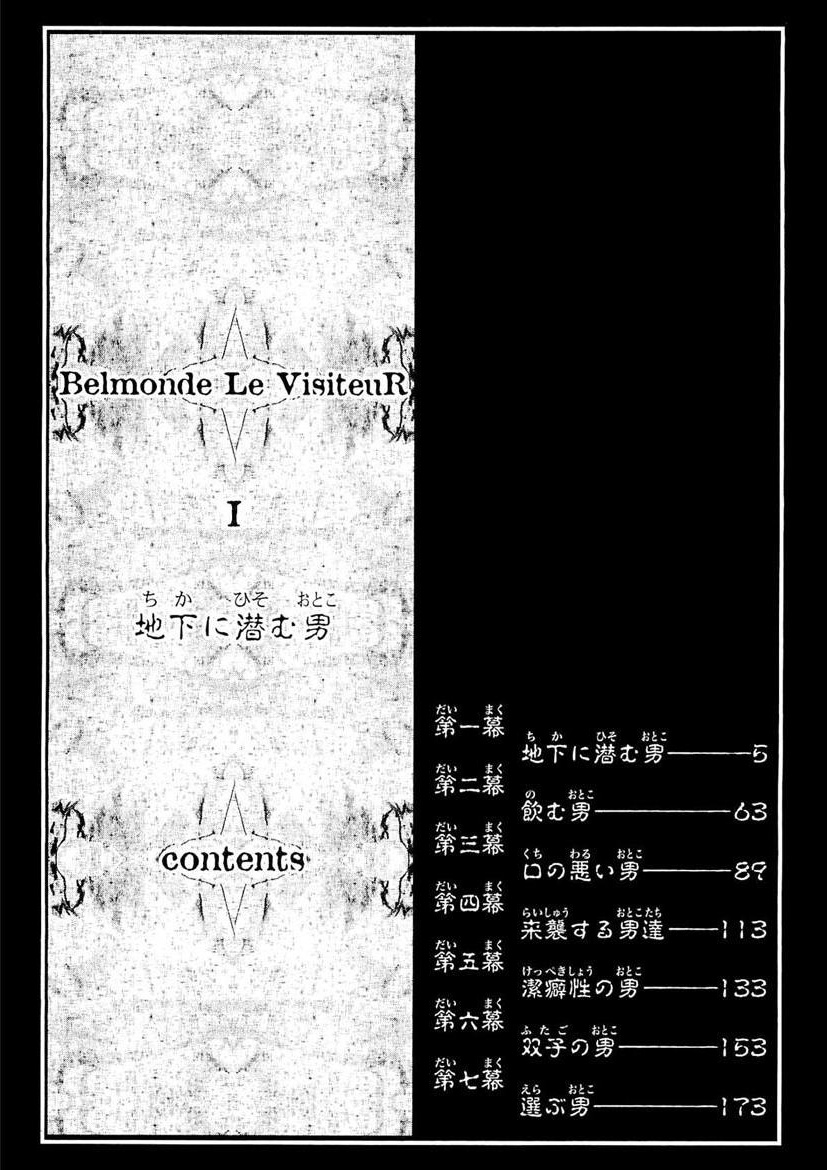 Belmonde Le VisiteuR
I
ちか ひそ おとこ
地下に潜む男
contents
だい まく
第一幕
ちか ひそ おとこ
地下に潜む男――5
だい まく
第二幕
の おとこ
飲む男――63
だい まく
第三幕
くち わる おとこ
口の悪い男――89
だい まく
第四幕
らいしゅう おとこたち
来襲する男達――113
だい まく
第五幕
けっぺきしょう おとこ
潔癖性の男――133
だい まく
第六幕
ふたご おとこ
双子の男――153
だい まく
第七幕
えら おとこ
選ぶ男――173